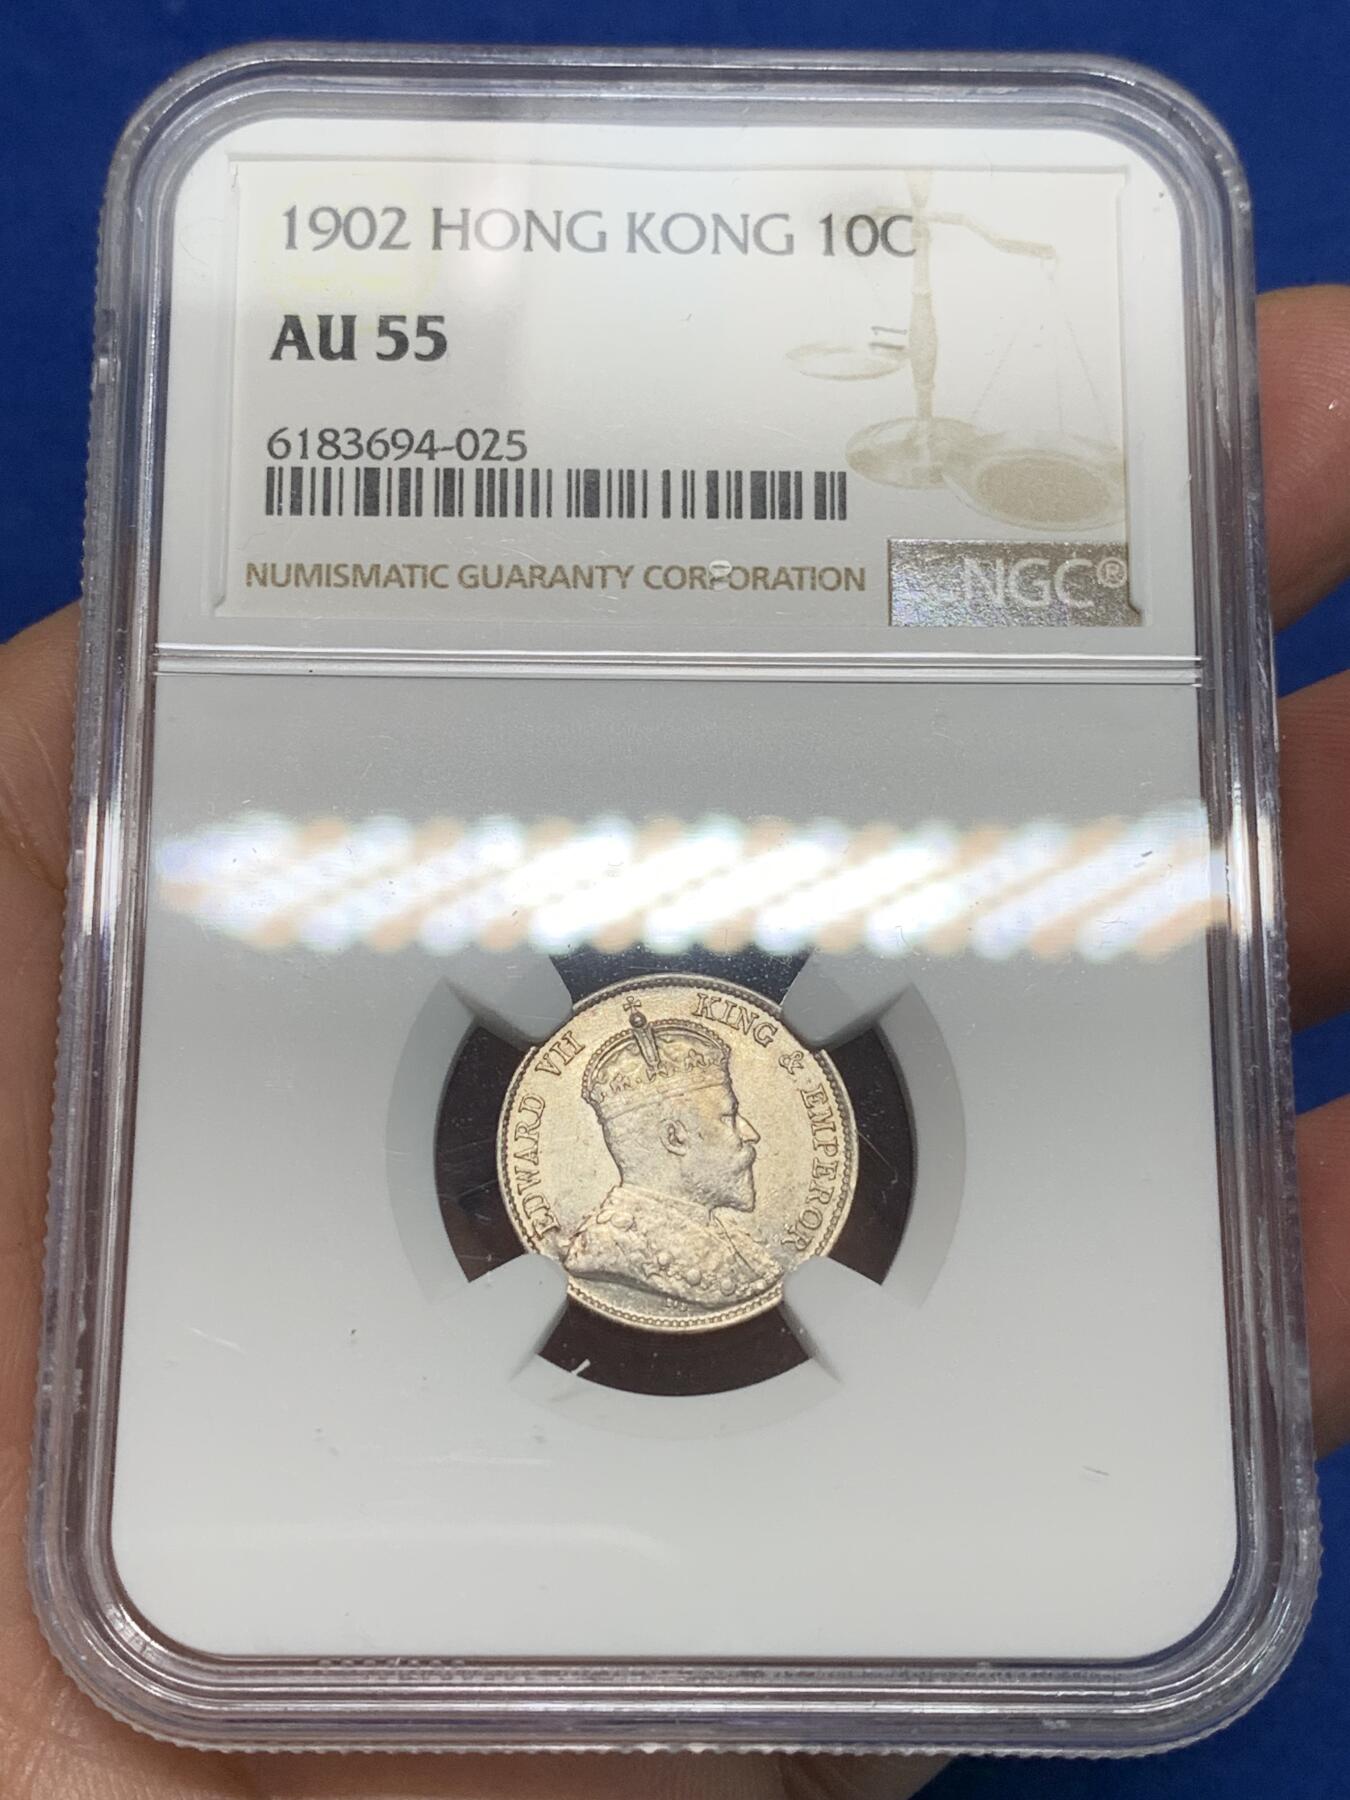 1902 HONG KONG 10C
AU 55
6183694-025
NUMISMATIC GUARANTY CORPORATION
NGC®
EDWARD VII KING & EMPEROR